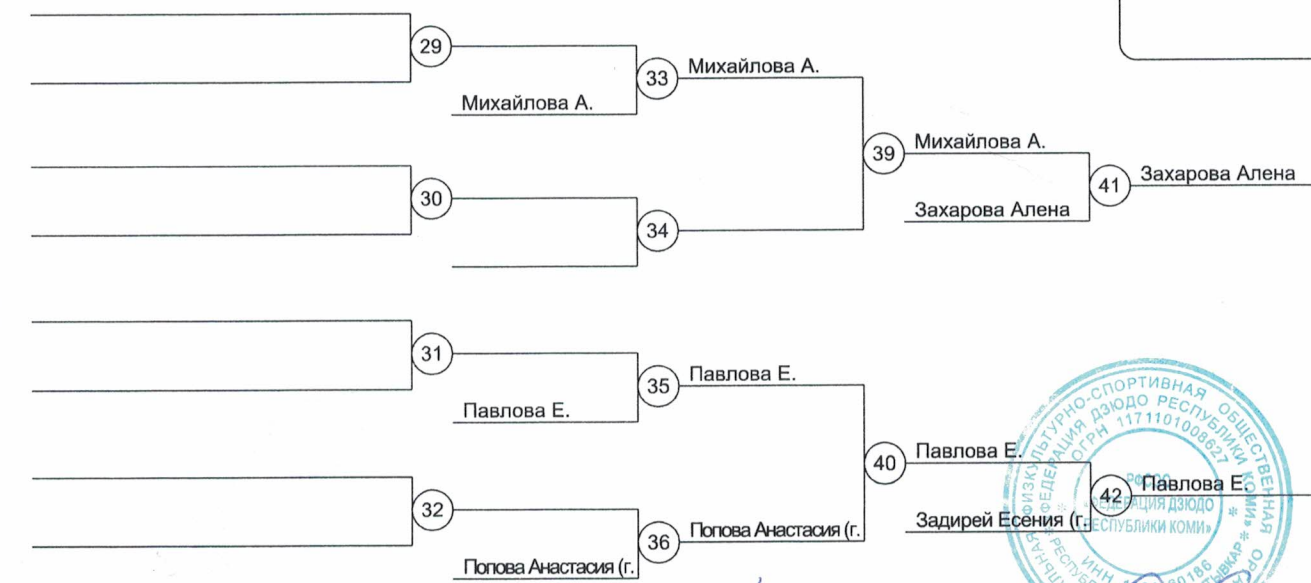 29
33
Михайлова А.
Михайлова А.
39
Михайлова А.
41
Захарова Алена
30
34
Захарова Алена
31
35
Павлова Е.
Павлова Е.
40
Павлова Е.
42
Павлова Е.
Задирей Есения (г.
32
36
Попова Анастасия (г.
Попова Анастасия (г.
ФИЗКУЛЬТУРНО-СПОРТИВНАЯ ОБЩЕСТВЕННАЯ
ФЕДЕРАЦИЯ ДЗЮДО РЕСПУБЛИКИ КОМИ»
ОГРН 1171101008627
ФЕДЕРАЦИЯ ДЗЮДО
РЕСПУБЛИКИ КОМИ»
ИНН